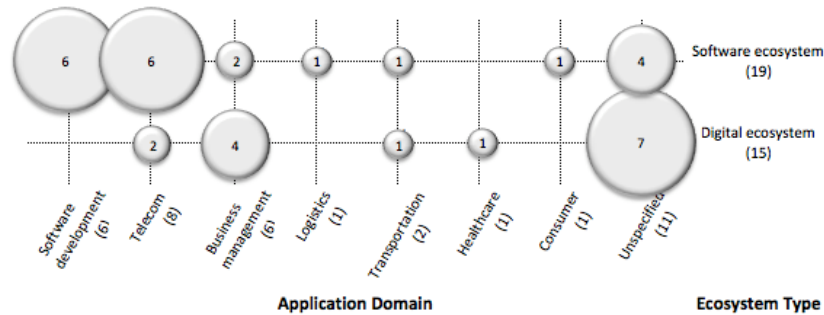 6 6 2 1 1 1 4
Software ecosystem
(19)
2 4 1 1 7
Digital ecosystem
(15)
Software
development
(6)
Telecom
(8)
Business
management
(6)
Logistics
(1)
Transportation
(2)
Healthcare
(1)
Consumer
(1)
Unspecified
(11)
Application Domain
Ecosystem Type